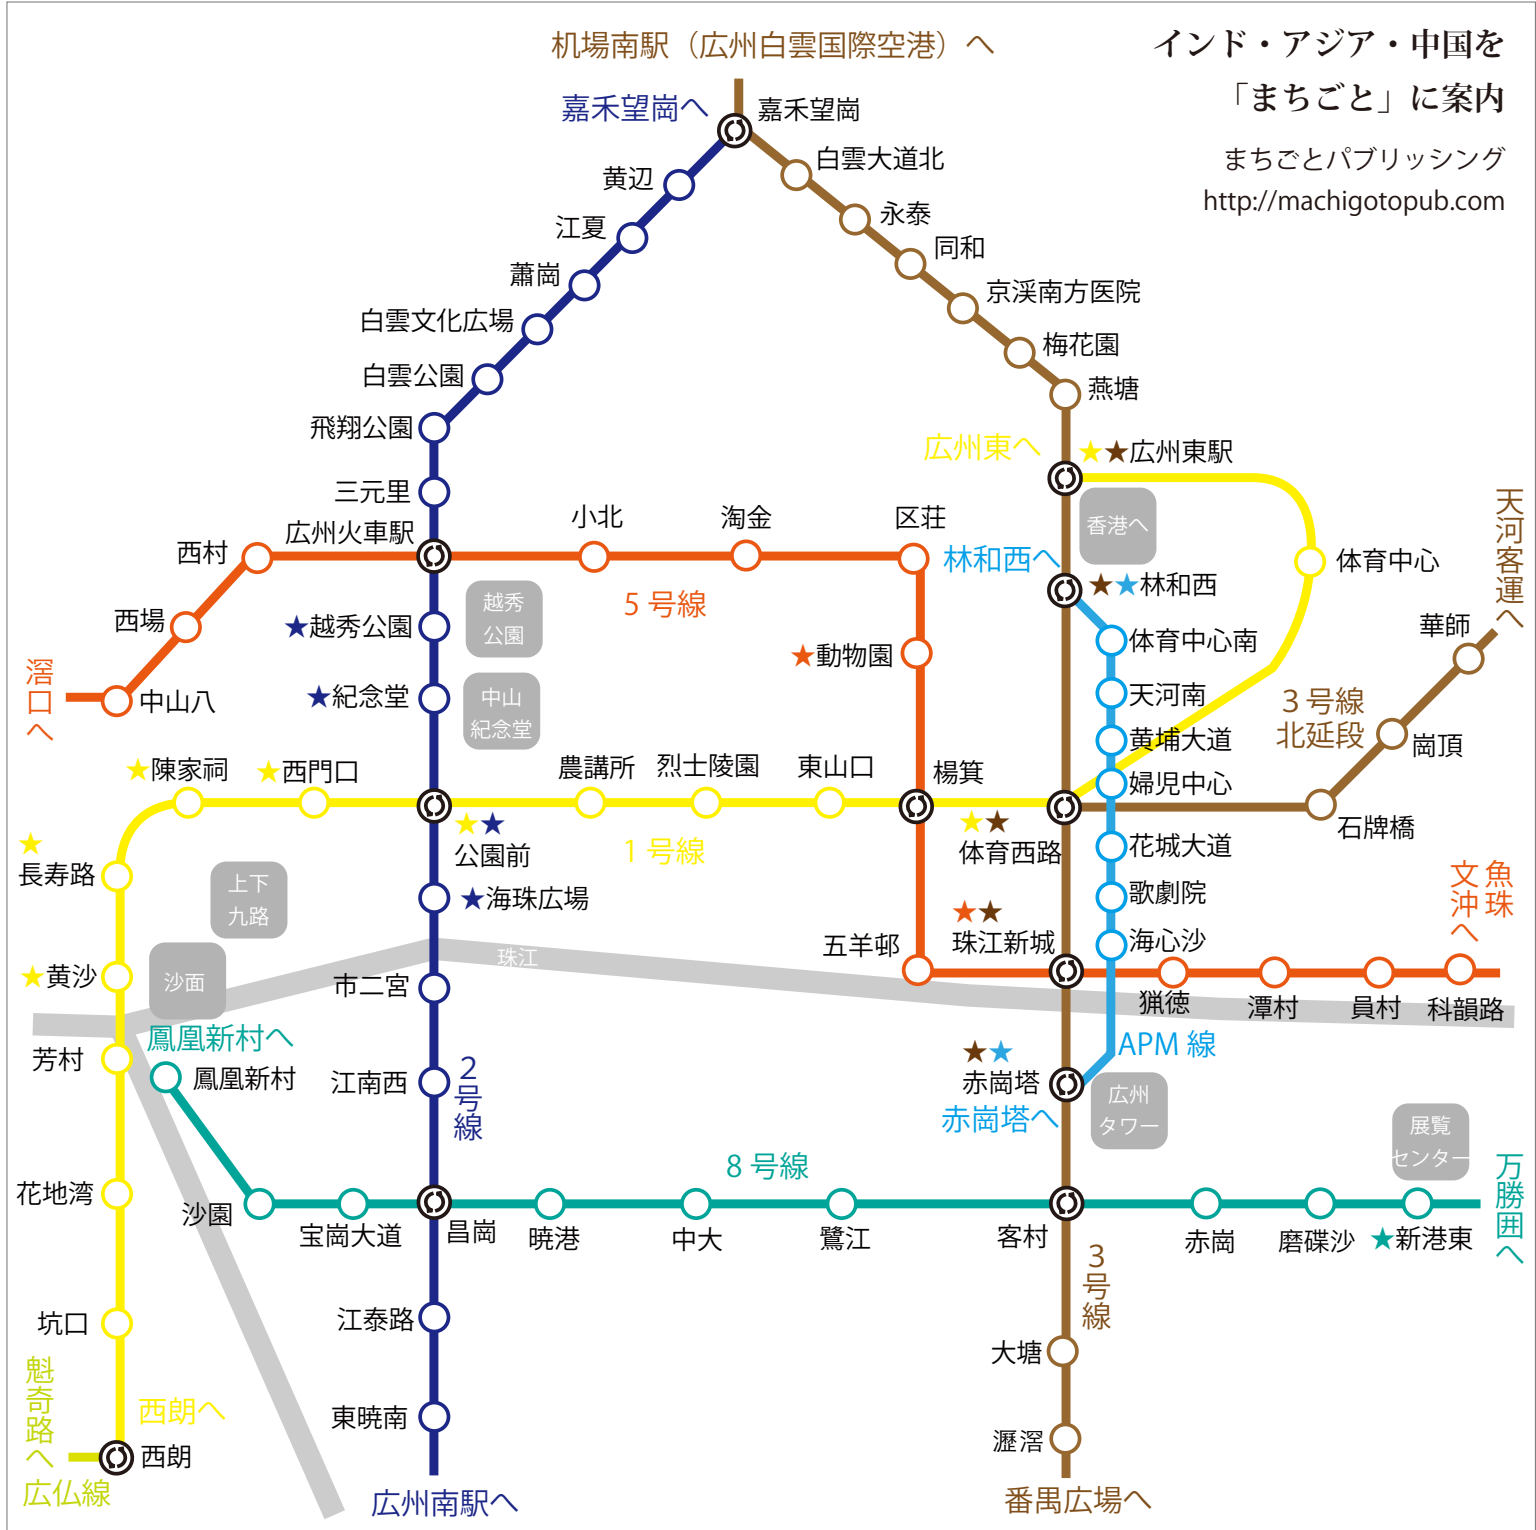 机場南駅（広州白雲国際空港）へ
インド・アジア・中国を
「まちごと」に案内
まちごとパブリッシング
http://machigotopub.com
嘉禾望崗へ
嘉禾望崗
白雲大道北
黄辺
永泰
江夏
同和
蕭崗
京渓南方医院
白雲文化広場
梅花園
白雲公園
燕塘
飛翔公園
広州東へ
★★広州東駅
三元里
天河客運へ
広州火車駅
小北
淘金
区荘
香港へ
西村
林和西へ
体育中心
★★林和西
5 号線
越秀
公園
西場
★越秀公園
体育中心南
華師
★動物園
滘口へ
中山八
★紀念堂
中山
紀念堂
天河南
3 号線
北延段
黄埔大道
崗頂
★陳家祠
★西門口
農講所
烈士陵園
東山口
楊箕
婦児中心
★★
公園前
1 号線
★★
体育西路
石牌橋
花城大道
★
長寿路
上下
九路
★海珠広場
歌劇院
魚珠
文沖へ
★★
珠江新城
五羊邨
海心沙
★黄沙
沙面
珠江
市二宮
猟徳
潭村
員村
科韻路
鳳凰新村へ
芳村
鳳凰新村
江南西
2号線
APM 線
★★
赤崗塔
赤崗塔へ
広州
タワー
展覧
センター
8 号線
万勝囲へ
花地湾
沙園
宝崗大道
昌崗
暁港
中大
鷺江
客村
赤崗
磨碟沙
★新港東
3号線
坑口
江泰路
大塘
魁奇路へ
西朗へ
東暁南
瀝滘
西朗
広仏線
広州南駅へ
番禺広場へ